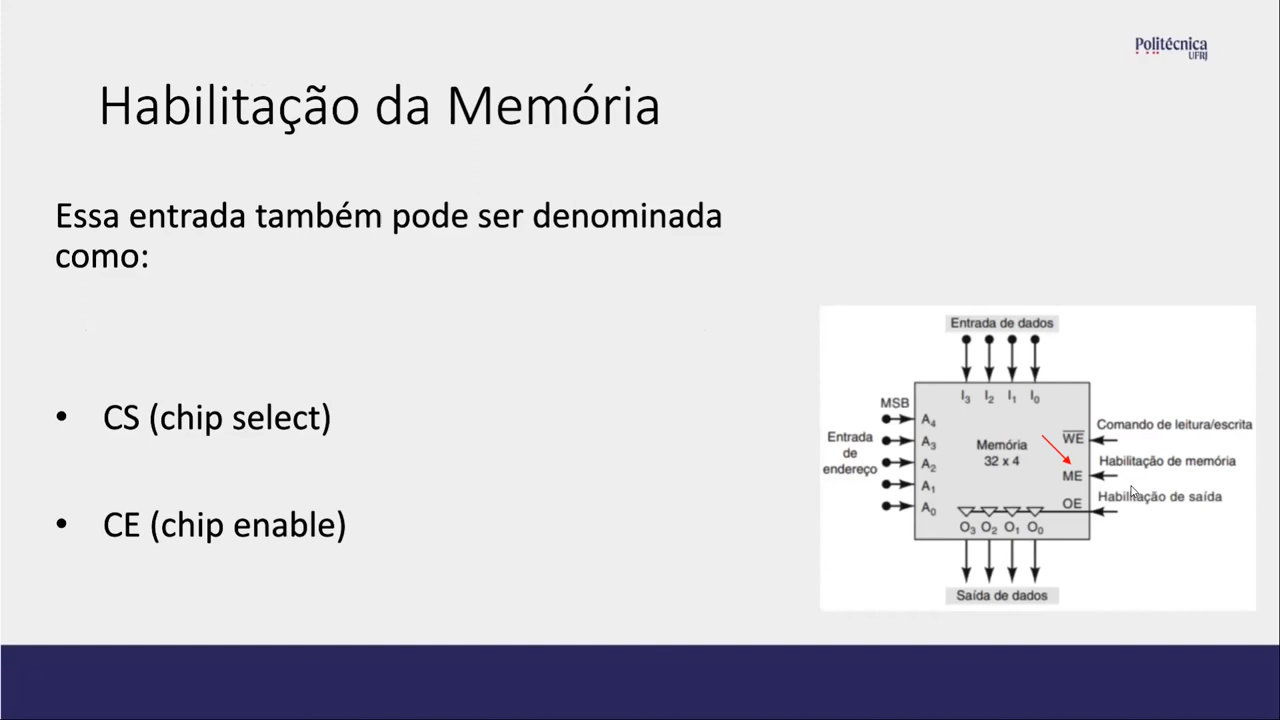 Politécnica
UFRJ
Habilitação da Memória
Essa entrada também pode ser denominada
como:
• CS (chip select)
• CE (chip enable)
Entrada de dados
I₃ I₂ I₁ I₀
MSB
A₄
A₃
A₂
A₁
A₀
Entrada
de
endereço
Memória
32 x 4
W̅E̅
ME
OE
Comando de leitura/escrita
Habilitação de memória
Habilitação de saída
O₃ O₂ O₁ O₀
Saída de dados